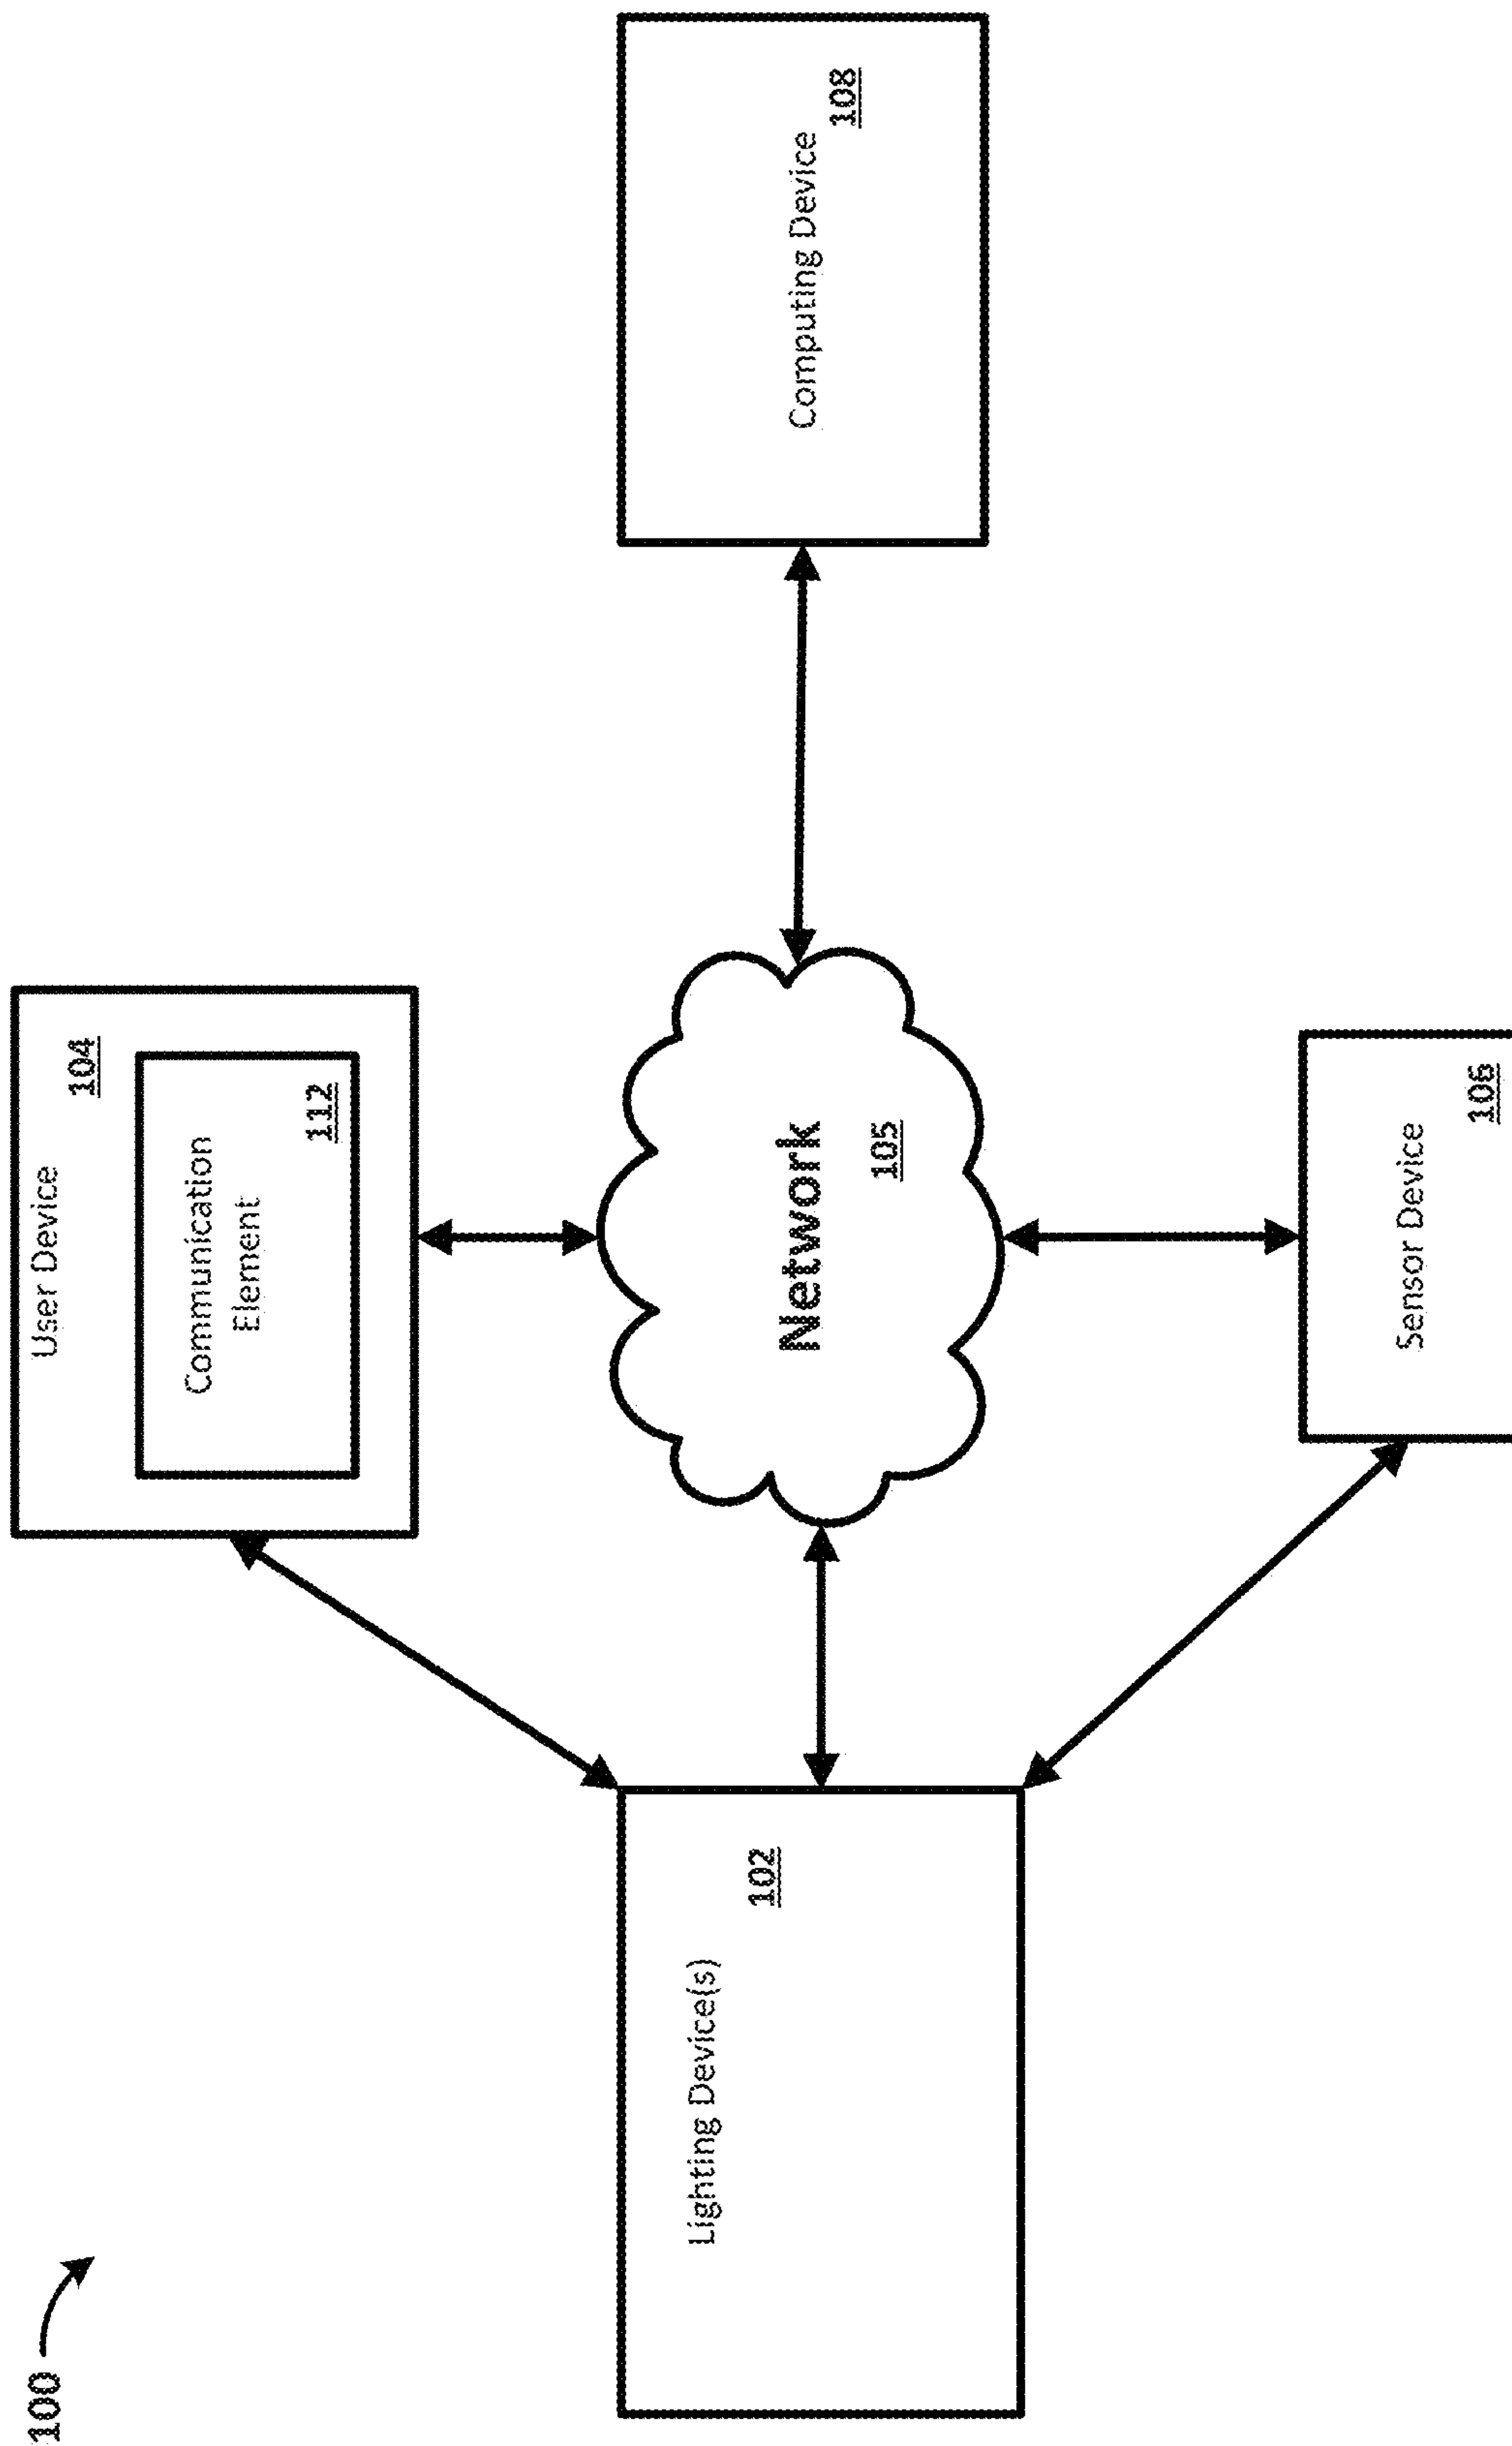 100
User Device
104
Communication
Element
112
Lighting Device(s)
102
Network
105
Computing Device
108
Sensor Device
106